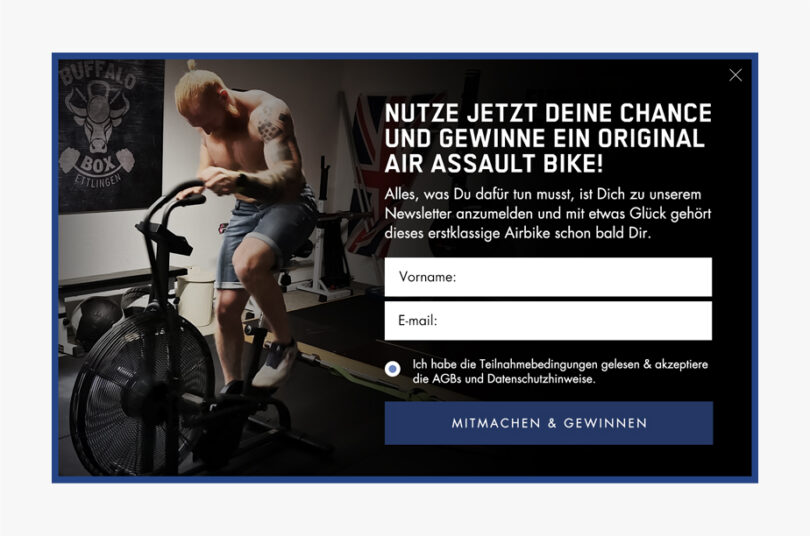 BUFFALO
BOX
ETTLINGEN
NUTZE JETZT DEINE CHANCE
UND GEWINNE EIN ORIGINAL
AIR ASSAULT BIKE!
Alles, was Du dafür tun musst, ist Dich zu unserem
Newsletter anzumelden und mit etwas Glück gehört
dieses erstklassige Airbike schon bald Dir.
Vorname:
E-mail:
Ich habe die Teilnahmebedingungen gelesen & akzeptiere
die AGBs und Datenschutzhinweise.
MITMACHEN & GEWINNEN